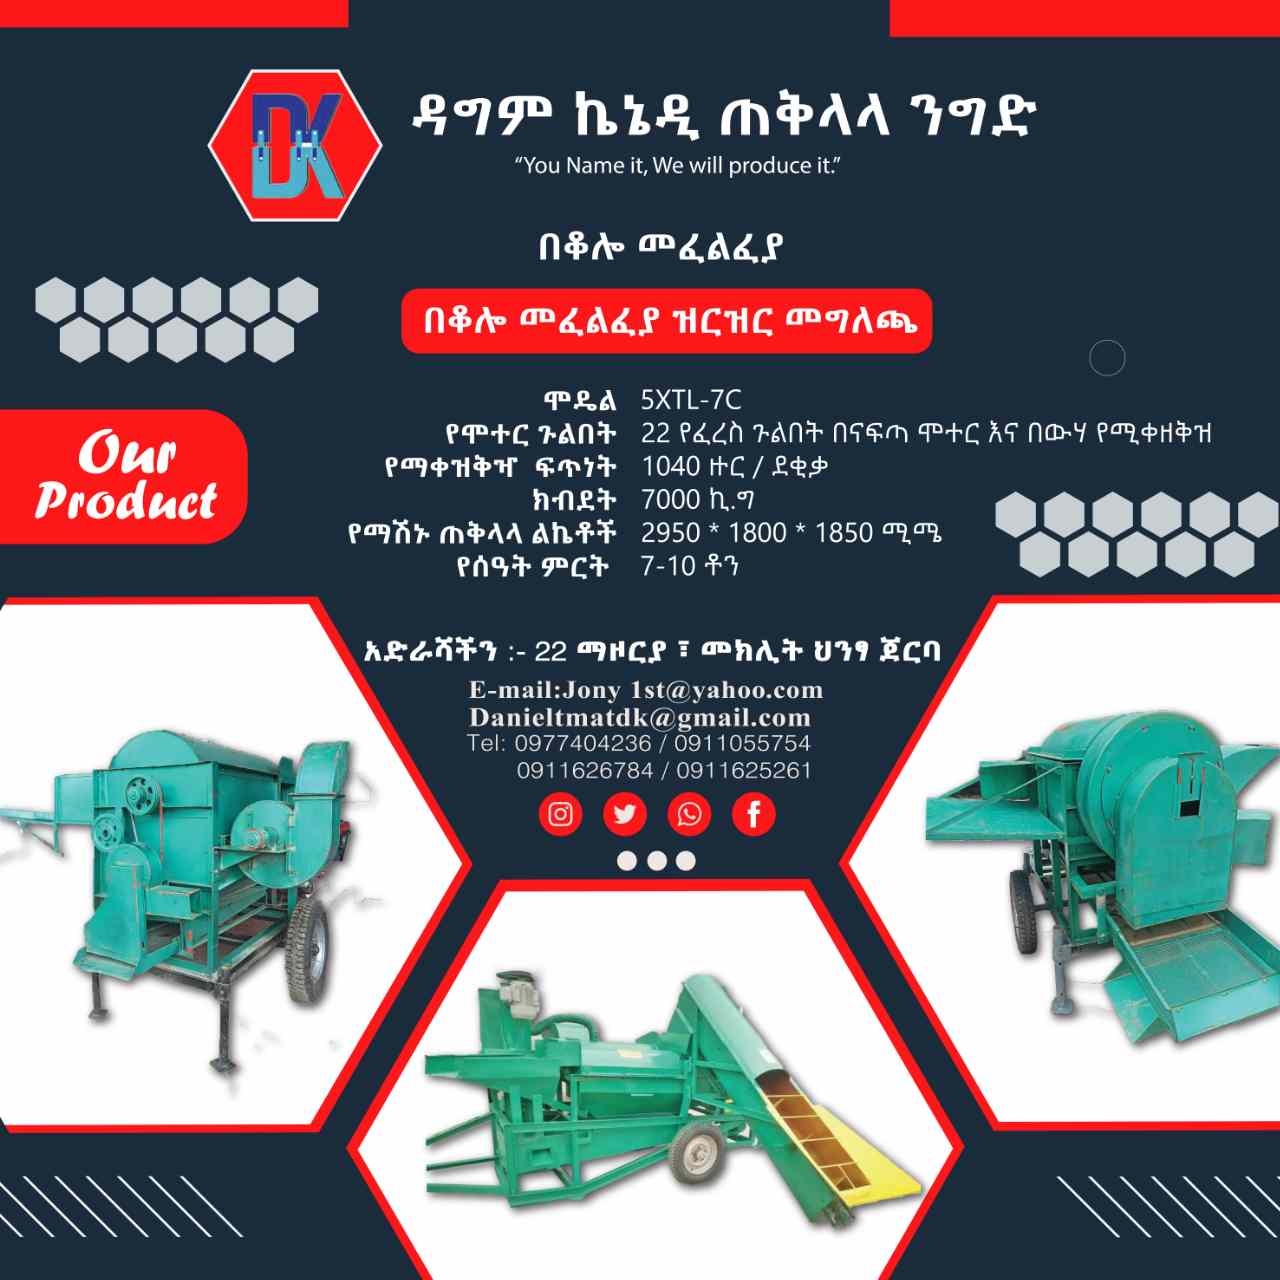 DK
ዳግም ኬኔዲ ጠቅላላ ንግድ
“You Name it, We will produce it.”
በቆሎ መፈልፈያ
በቆሎ መፈልፈያ ዝርዝር መግለጫ
ሞዴል 5XTL-7C
የሞተር ጉልበት 22 የፈረስ ጉልበት በናፍጣ ሞተር እና በውሃ የሚቀዘቅዝ
የማቀዝቅዣ ፍጥነት 1040 ዙር / ደቂቃ
ክብደት 7000 ኪ.ግ
የማሽኑ ጠቅላላ ልኬቶች 2950 * 1800 * 1850 ሚሜ
የሰዓት ምርት 7-10 ቶን
Our
Product
አድራሻችን :- 22 ማዞርያ ፣ መክሊት ህንፃ ጀርባ
E-mail:Jony 1st@yahoo.com
Danieltmatdk@gmail.com
Tel: 0977404236 / 0911055754
0911626784 / 0911625261